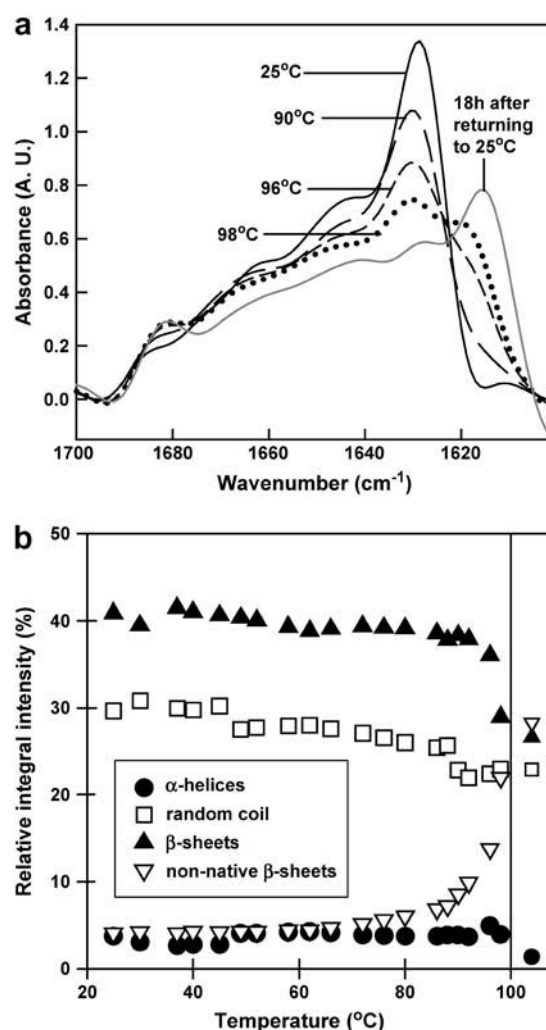 a
1.4
1.2
1.0
0.8
0.6
0.4
0.2
0.0
Absorbance (A. U.)
25°C
90°C
96°C
98°C
18h after
returning
to 25°C
1700 1680 1660 1640 1620
Wavenumber (cm-1)
b
50
40
30
20
10
0
Relative integral intensity (%)
α-helices
random coil
β-sheets
non-native β-sheets
20 40 60 80 100
Temperature (°C)